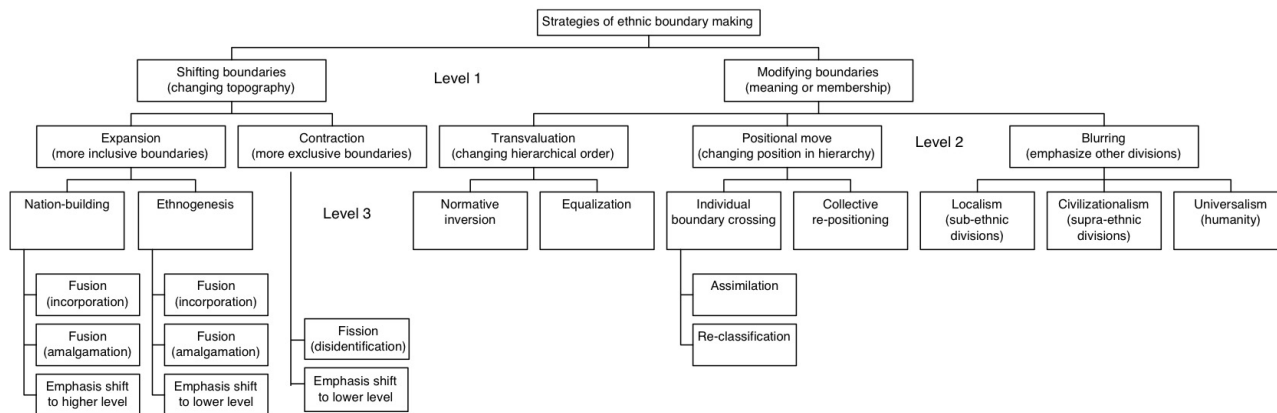 Strategies of ethnic boundary making
Shifting boundaries
(changing topography)
Level 1
Modifying boundaries
(meaning or membership)
Expansion
(more inclusive boundaries)
Contraction
(more exclusive boundaries)
Transvaluation
(changing hierarchical order)
Positional move
(changing position in hierarchy)
Level 2
Blurring
(emphasize other divisions)
Nation-building
Ethnogenesis
Level 3
Normative
inversion
Equalization
Individual
boundary crossing
Collective
re-positioning
Localism
(sub-ethnic
divisions)
Civilizationalism
(supra-ethnic
divisions)
Universalism
(humanity)
Fusion
(incorporation)
Fusion
(incorporation)
Assimilation
Fusion
(amalgamation)
Fusion
(amalgamation)
Fission
(disidentification)
Re-classification
Emphasis shift
to higher level
Emphasis shift
to lower level
Emphasis shift
to lower level